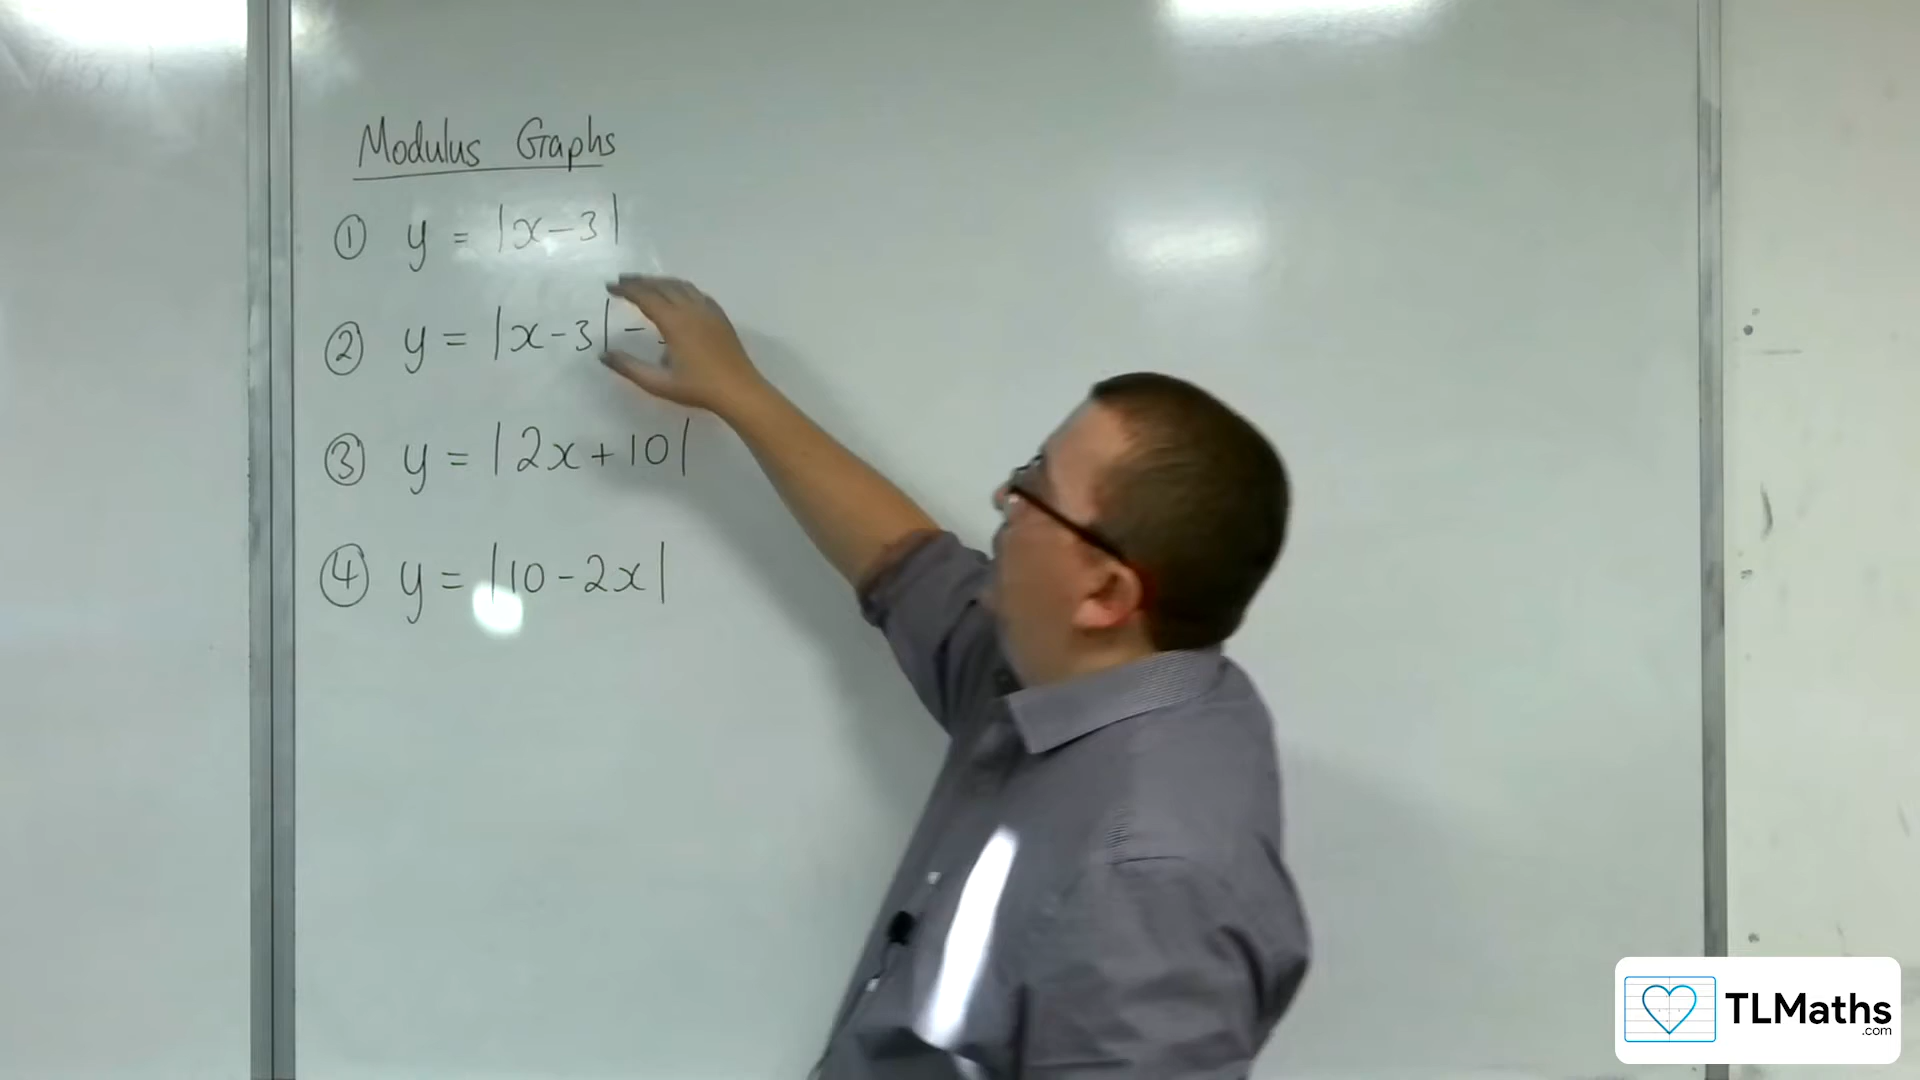 Modulus Graphs
① y = |x-3|
② y = |x-3| -
③ y = |2x+10|
④ y = |10-2x|
TLMaths
.com